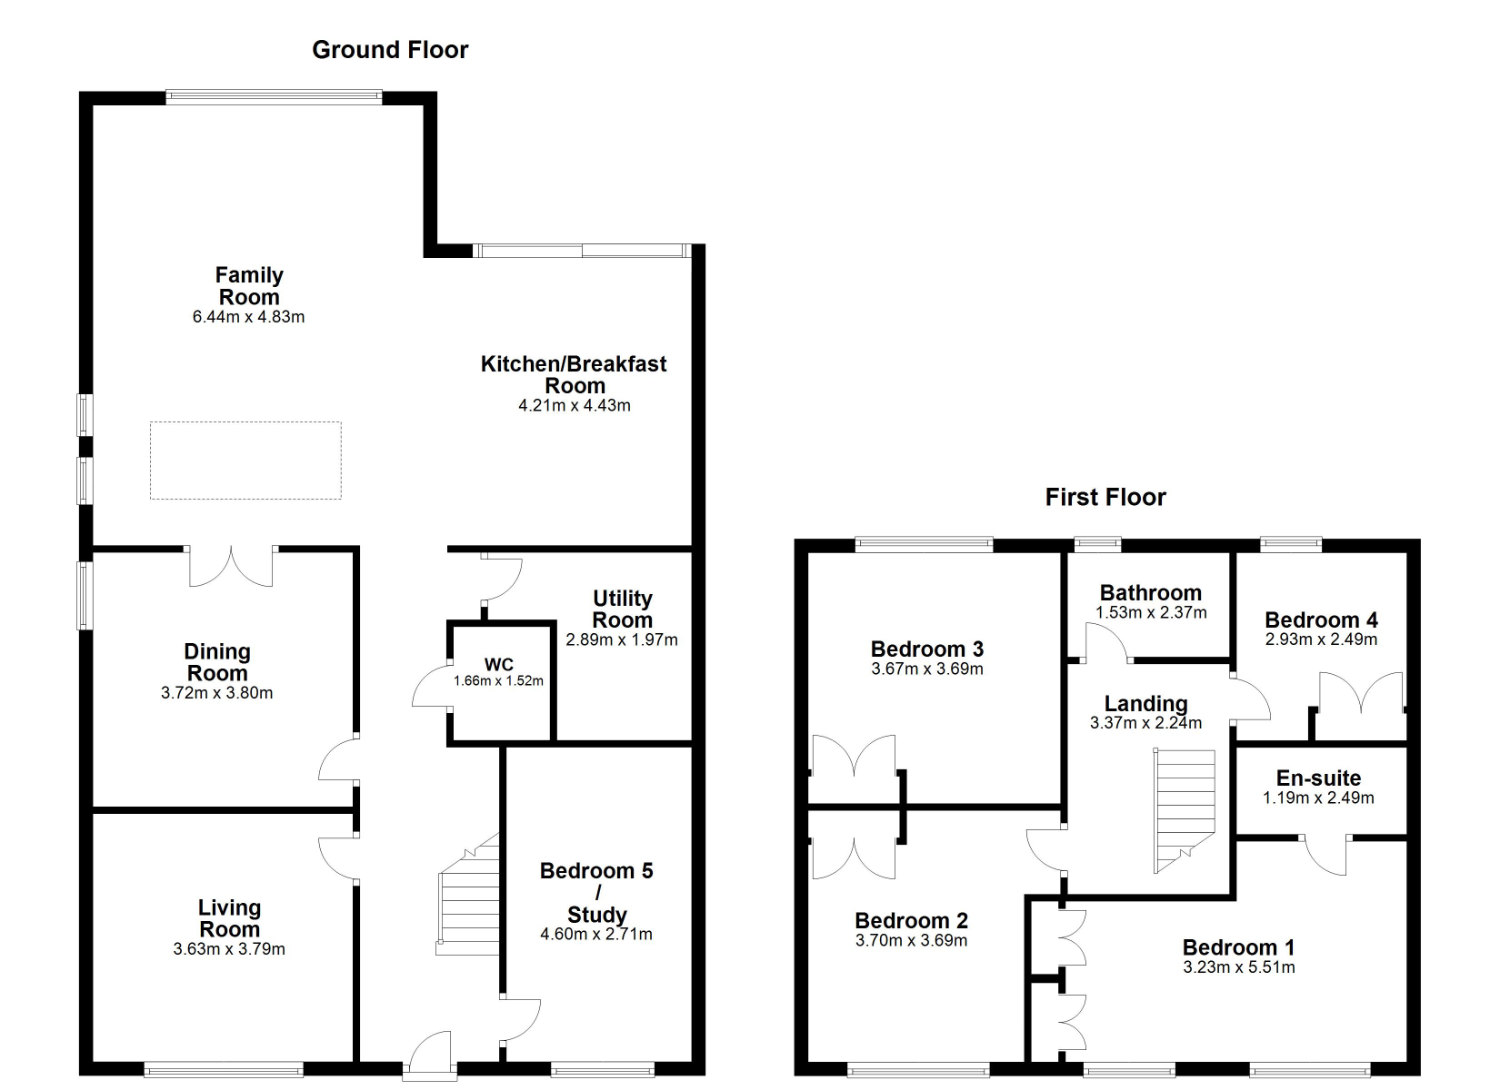 Ground Floor
Family
Room
6.44m x 4.83m
Kitchen/Breakfast
Room
4.21m x 4.43m
Utility
Room
2.89m x 1.97m
Dining
Room
3.72m x 3.80m
WC
1.66m x 1.52m
Living
Room
3.63m x 3.79m
Bedroom 5
/
Study
4.60m x 2.71m
First Floor
Bathroom
1.53m x 2.37m
Bedroom 4
2.93m x 2.49m
Bedroom 3
3.67m x 3.69m
Landing
3.37m x 2.24m
En-suite
1.19m x 2.49m
Bedroom 2
3.70m x 3.69m
Bedroom 1
3.23m x 5.51m